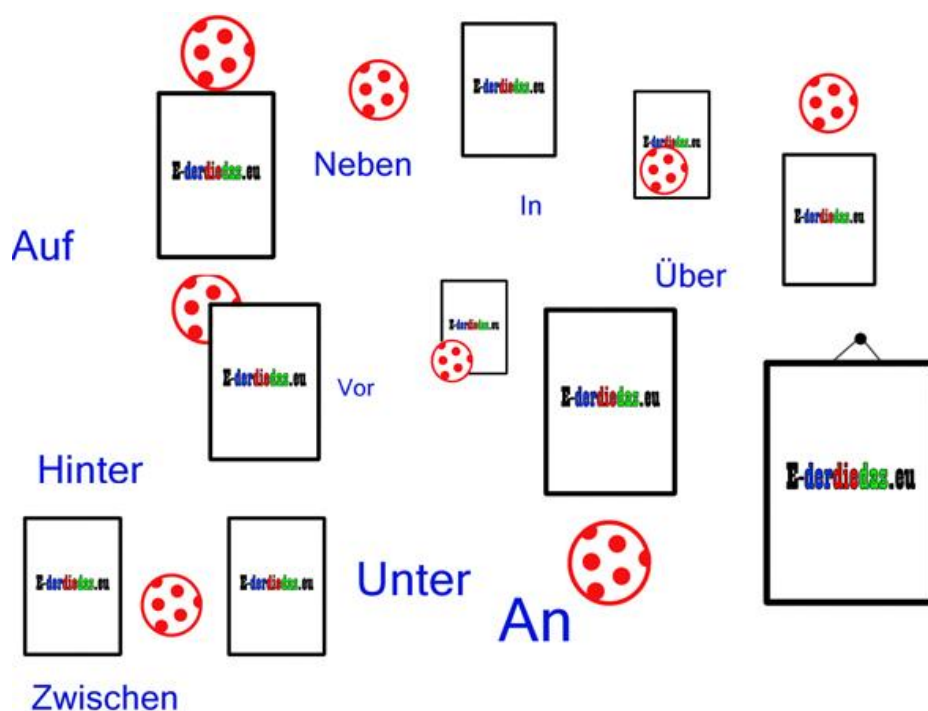 E-derdiedas.eu
E-derdiedas.eu
E-derdiedas.eu
Neben
In
E-derdiedas.eu
Auf
Über
E-derdiedas.eu
E-derdiedas.eu
Vor
E-derdiedas.eu
Hinter
E-derdiedas.eu
E-derdiedas.eu
E-derdiedas.eu
Unter
An
Zwischen